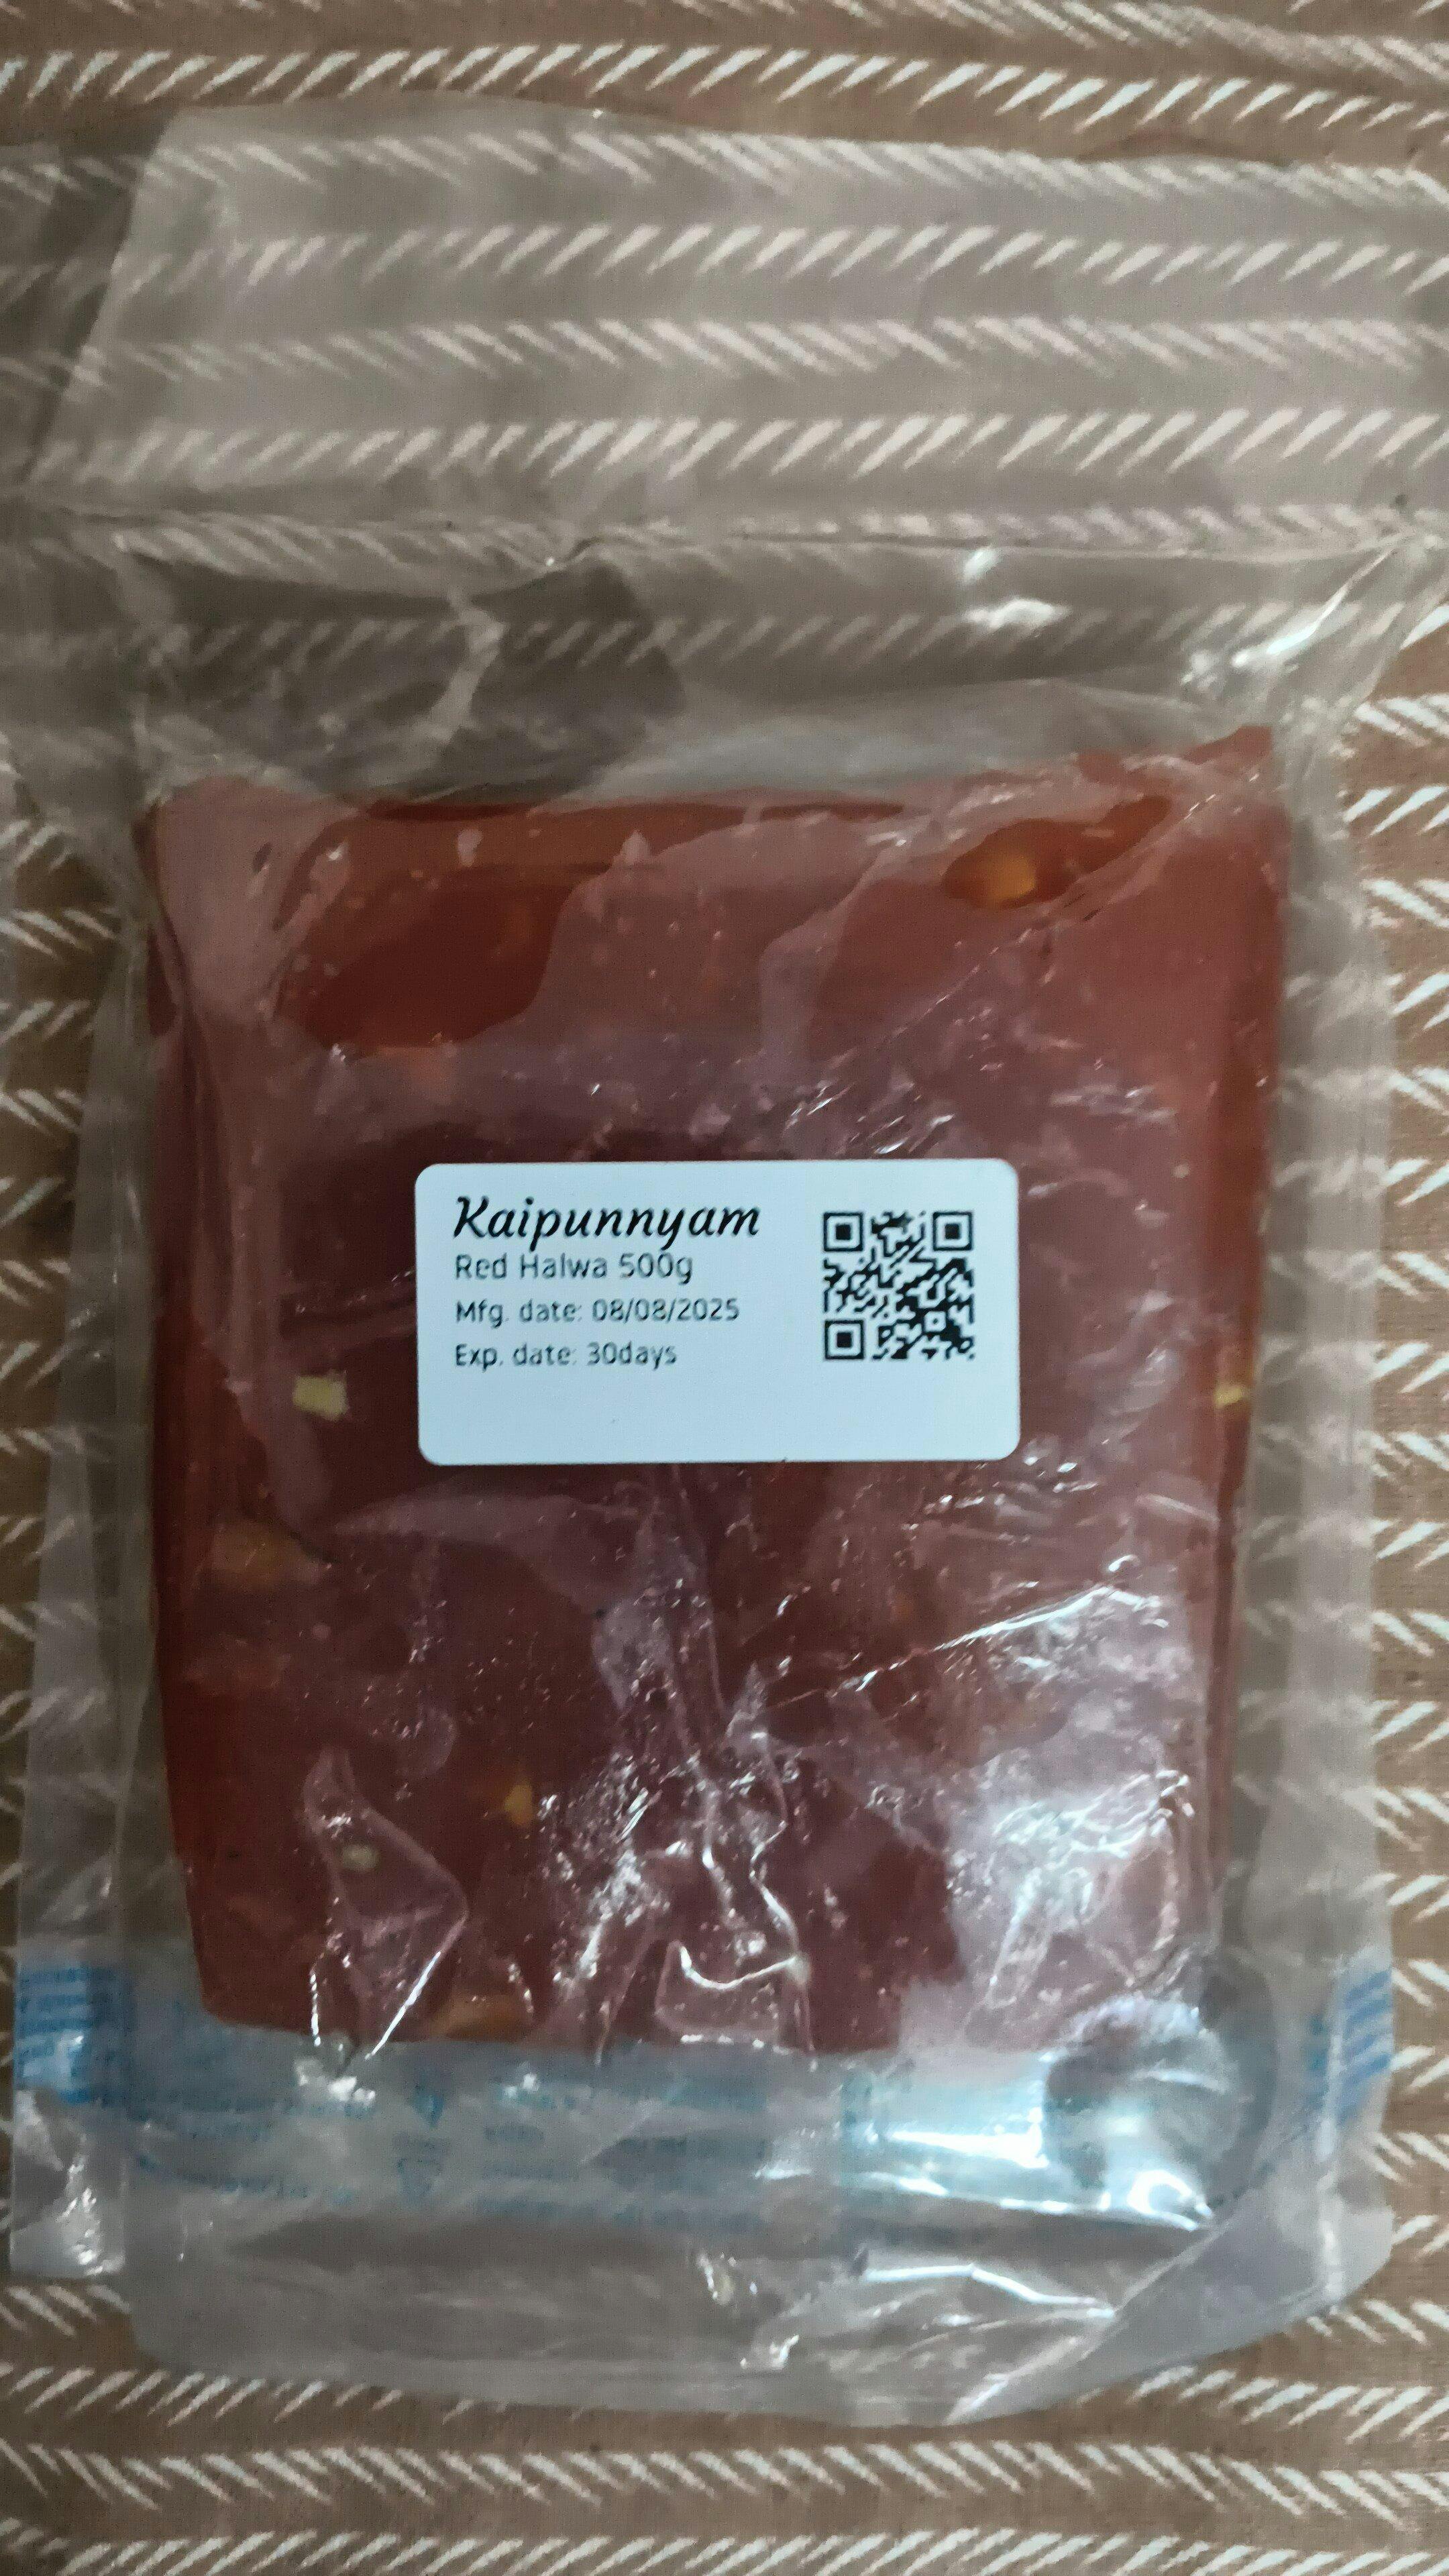 Kaipunnyam
Red Halwa 500g
Mfg. date: 08/08/2025
Exp. date: 30days